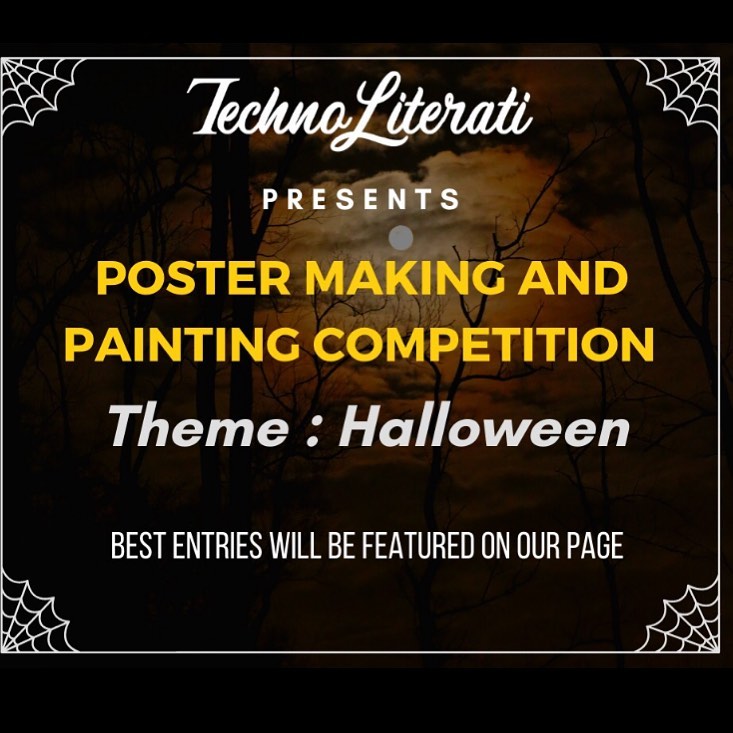 TechnoLiterati
PRESENTS
POSTER MAKING AND
PAINTING COMPETITION
Theme : Halloween
BEST ENTRIES WILL BE FEATURED ON OUR PAGE